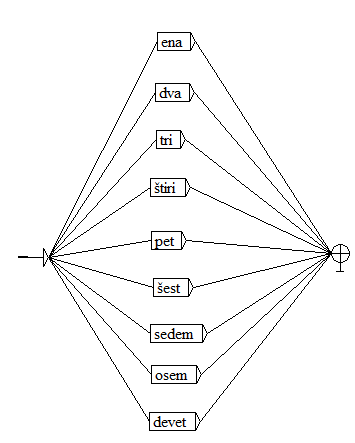 ena
dva
tri
štiri
pet
šest
sedem
osem
devet